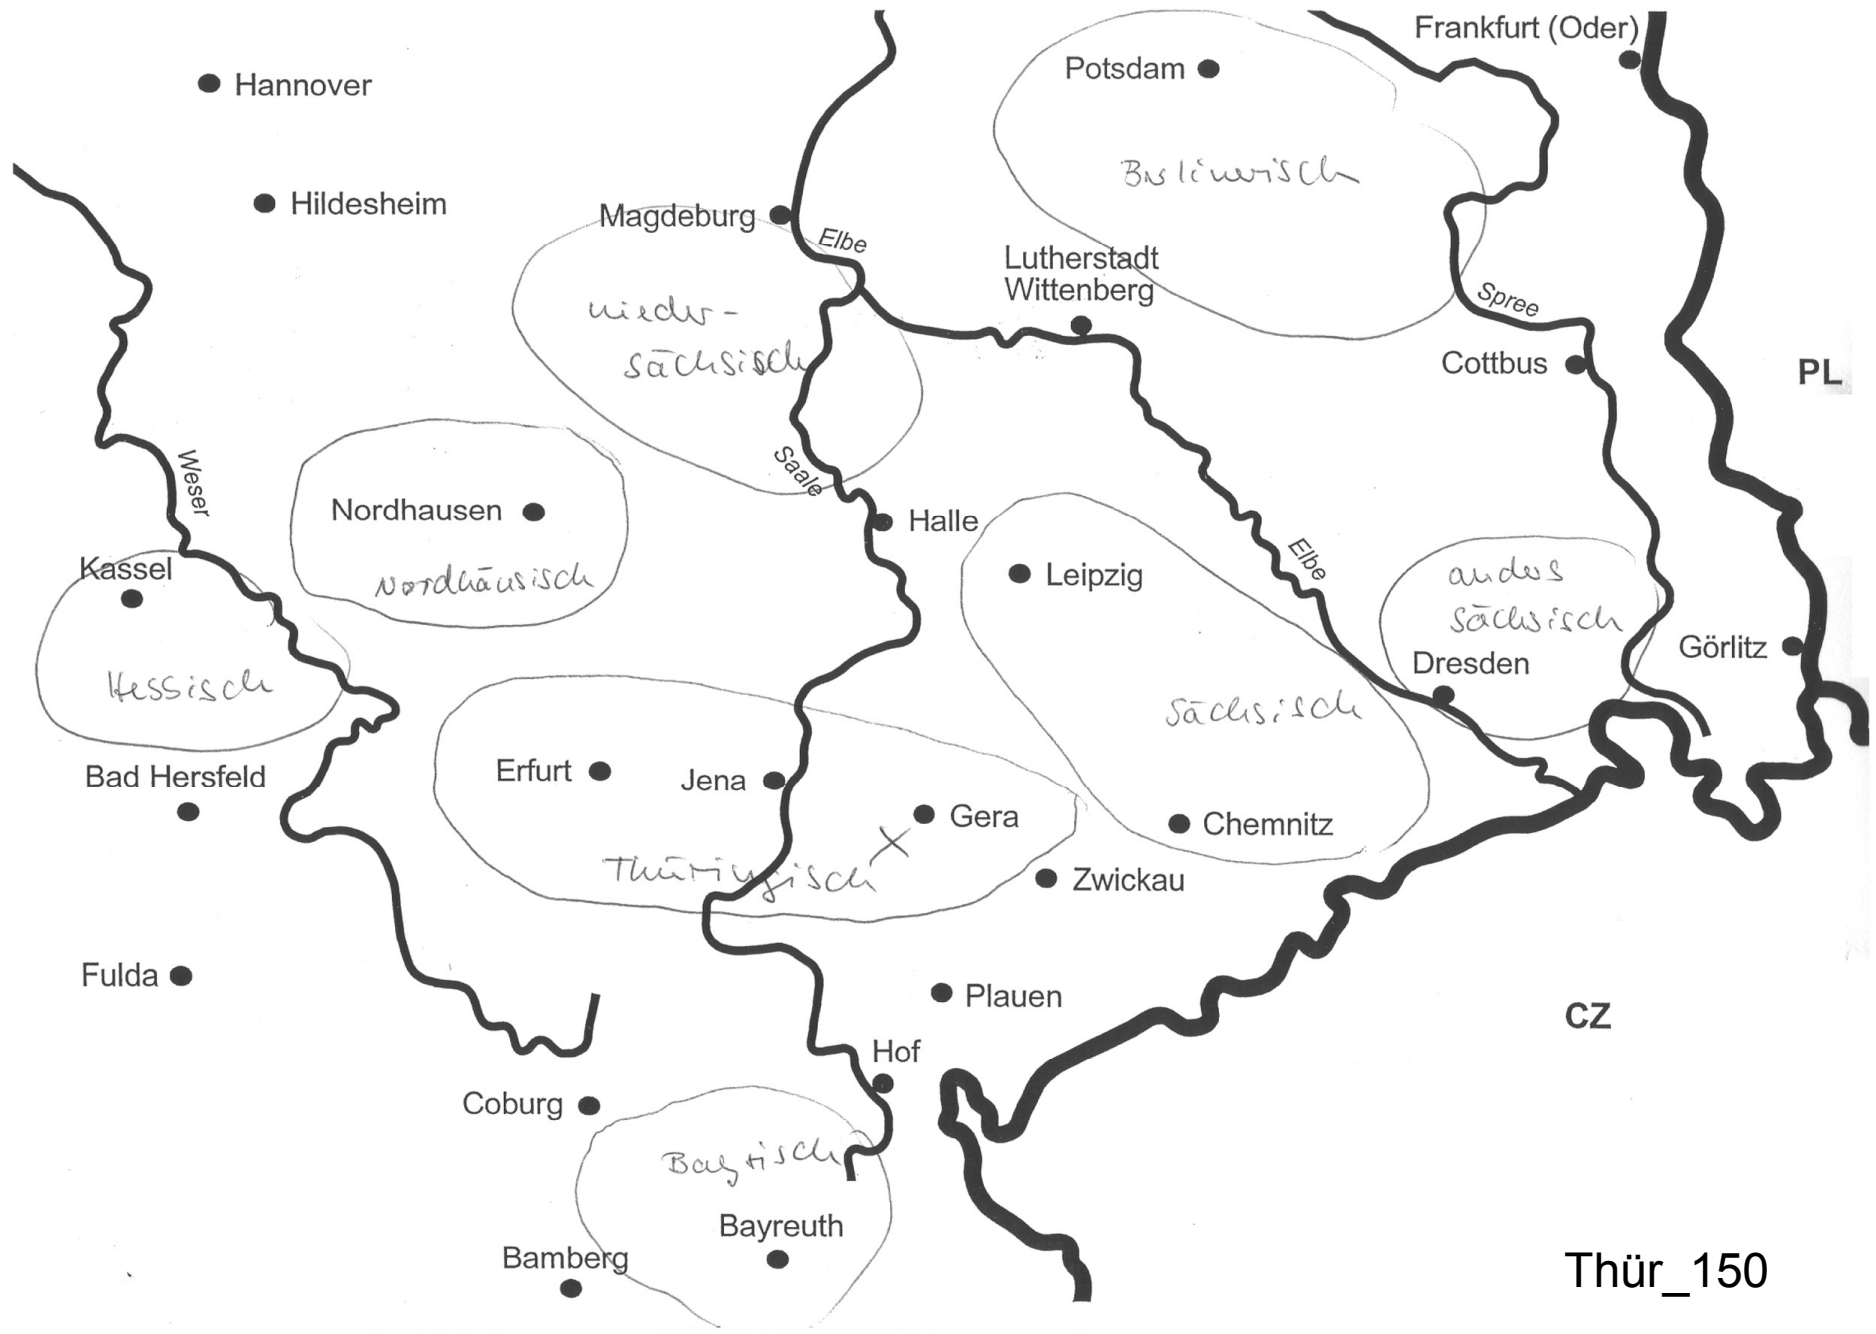 Frankfurt (Oder)
Potsdam
Hannover
Berlinerisch
Hildesheim
Magdeburg
Elbe
Lutherstadt
Wittenberg
Spree
nieder-
sächsisch
Cottbus
PL
Weser
Saale
Nordhausen
Halle
Nordhäusisch
Kassel
Leipzig
Elbe
anders
sächsisch
Dresden
Görlitz
Hessisch
Sächsisch
Bad Hersfeld
Erfurt
Jena
Gera
Chemnitz
Thüringisch
X
Zwickau
Fulda
Plauen
CZ
Hof
Coburg
Bayrisch
Bayreuth
Bamberg
Thür_150